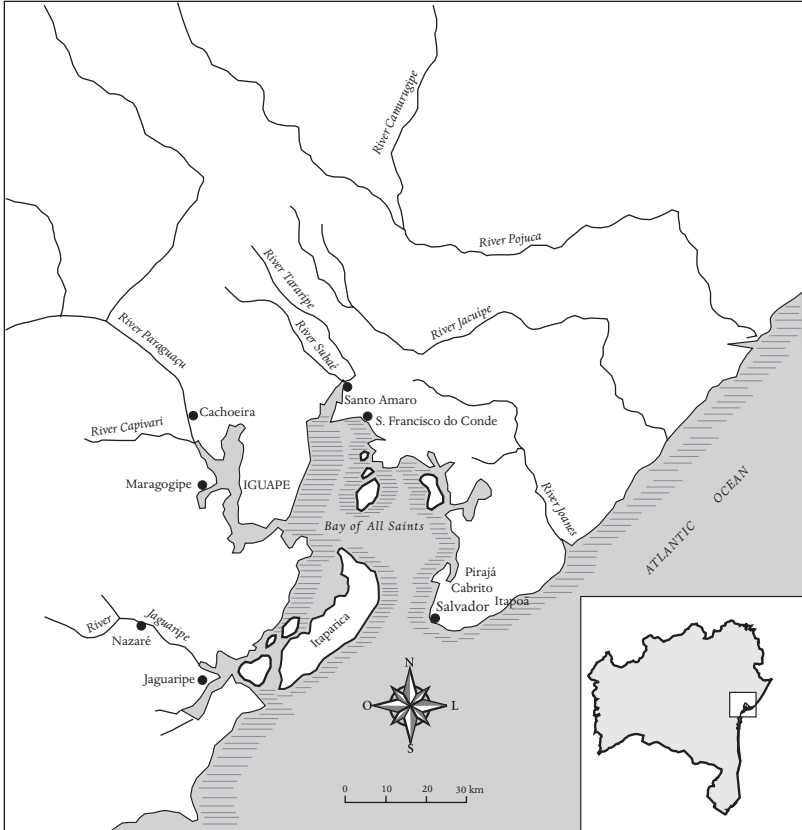 River Camurugipe
River Pojuca
River Tararipe
River Jacuípe
River Subaé
River Paraguaçu
Santo Amaro
Cachoeira
S. Francisco do Conde
River Capivari
Maragogipe
IGUAPE
River Joanes
ATLANTIC OCEAN
Bay of All Saints
Pirajá
Cabrito
Salvador
Itapoã
River Jaguaripe
Nazaré
Itaparica
Jaguaripe
N
O L
S
0 10 20 30 km